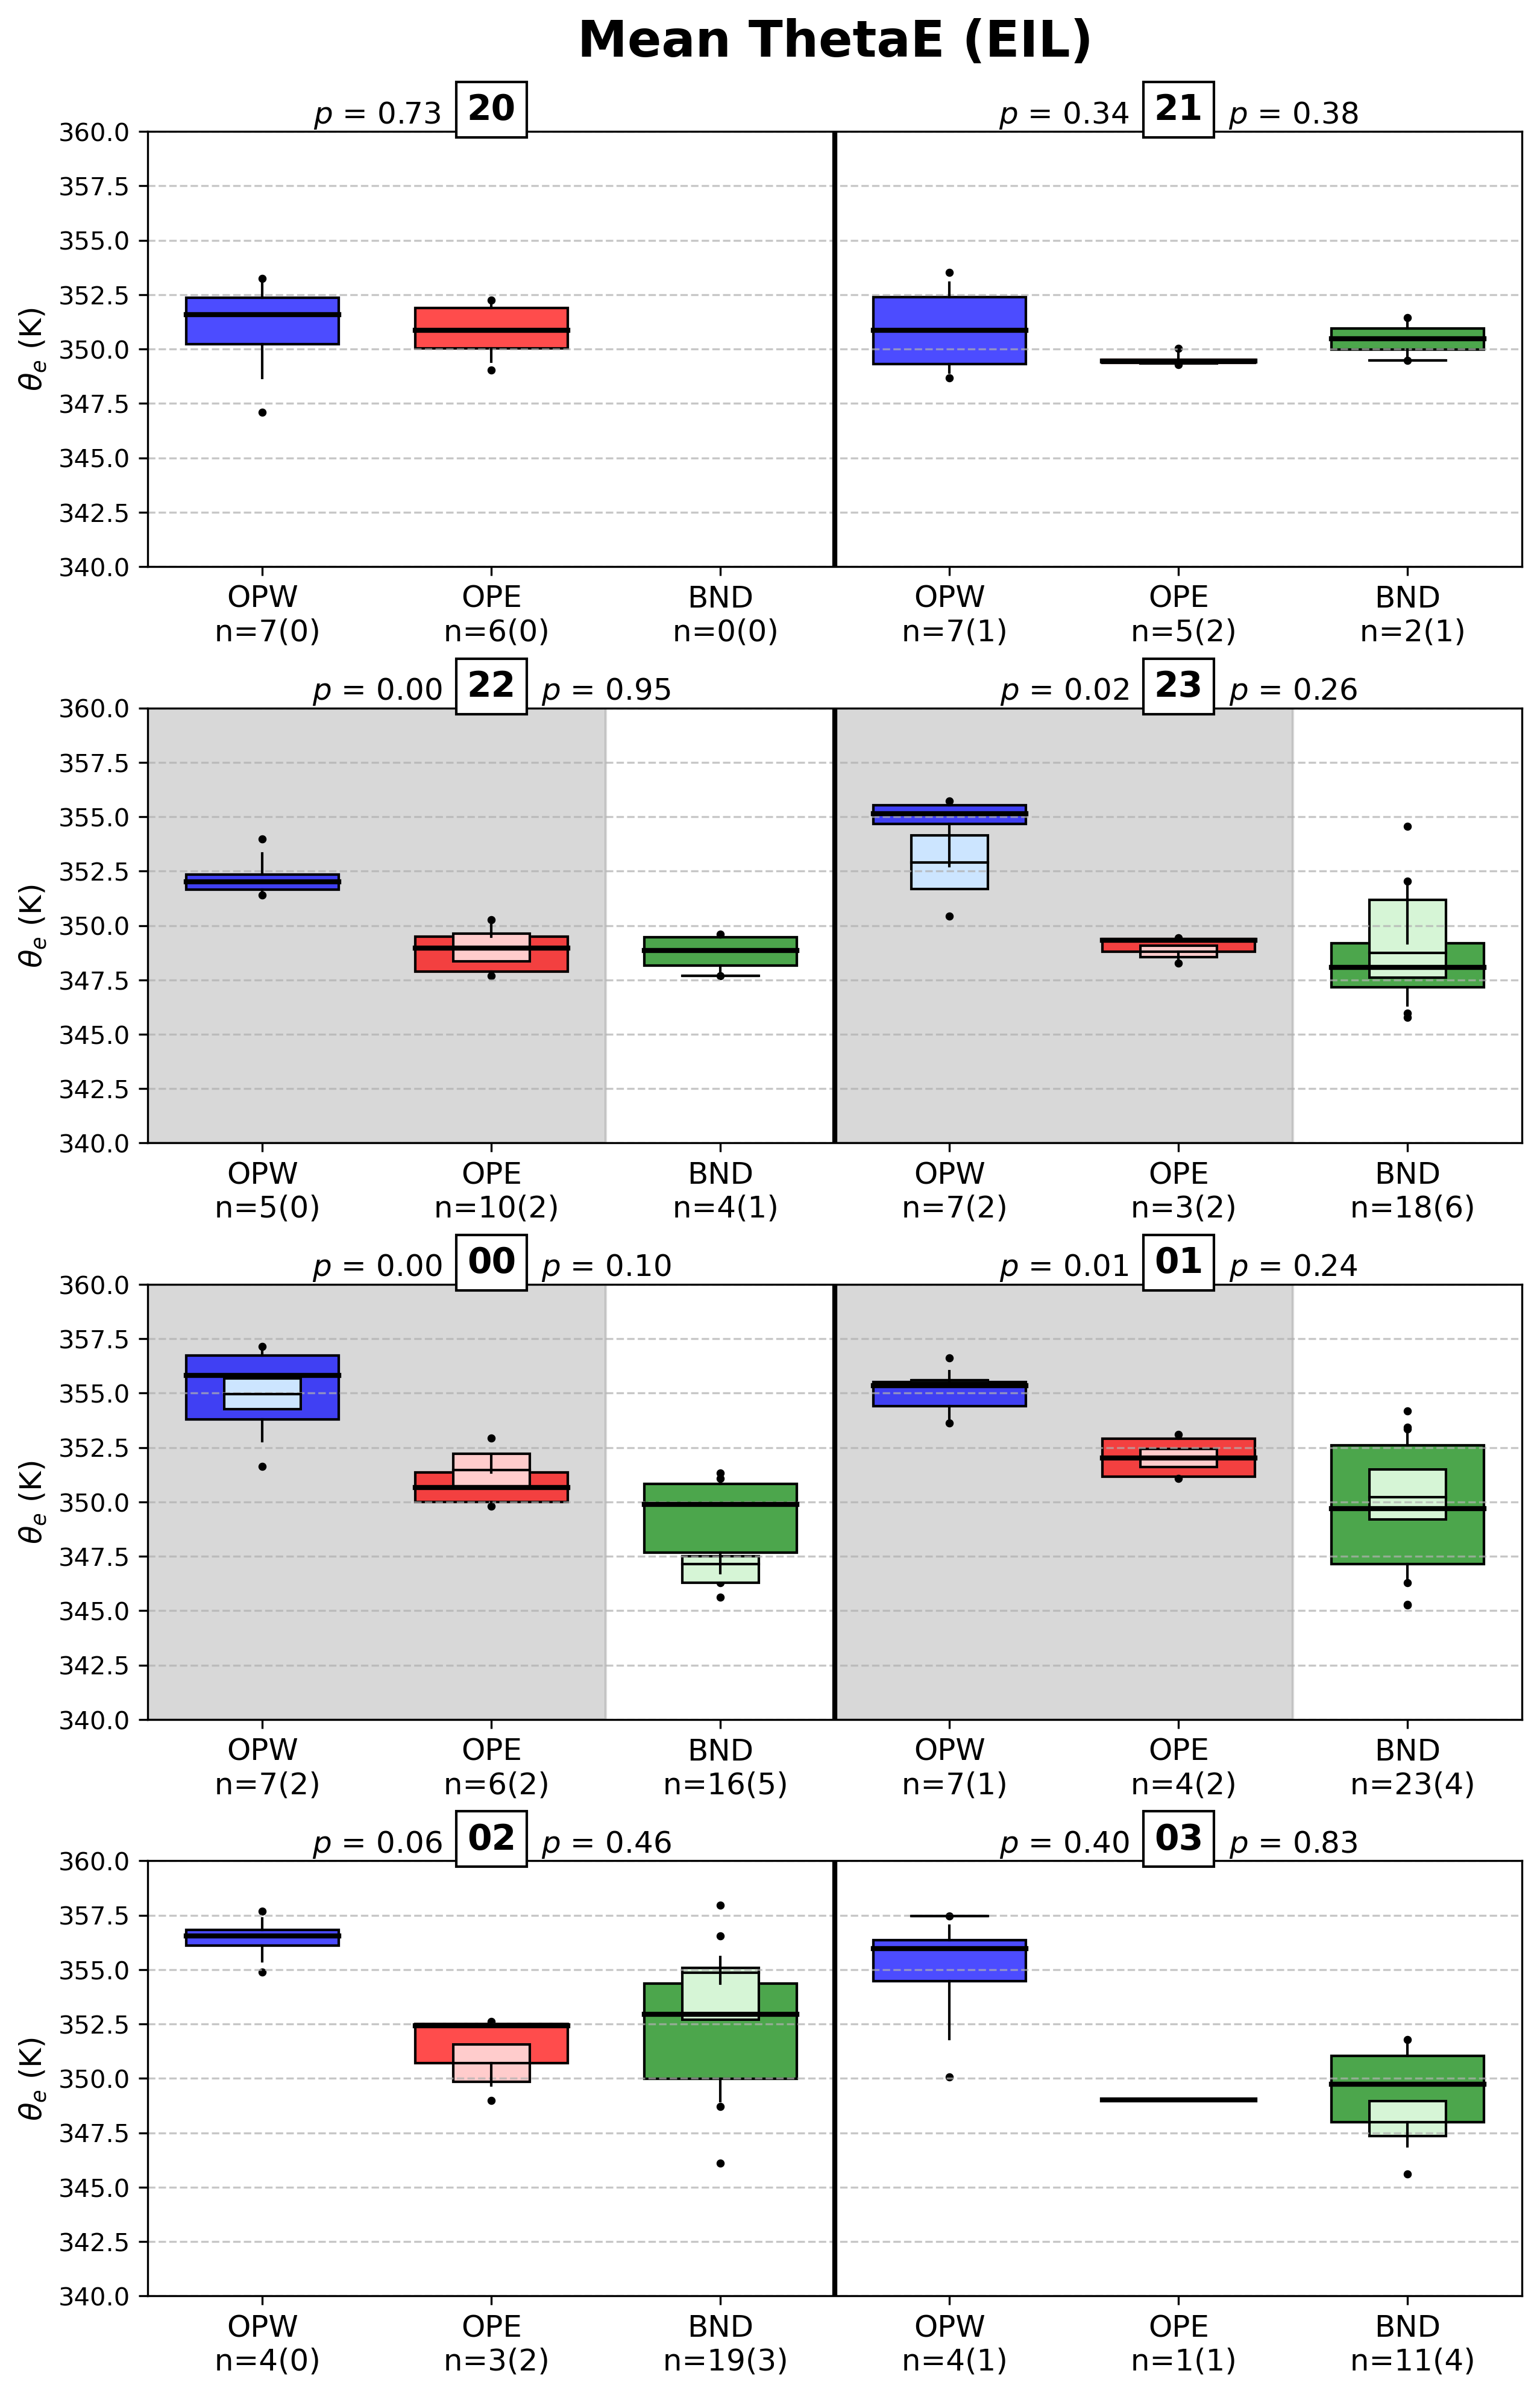 Mean ThetaE (EIL)
p = 0.73 20
p = 0.34 21 p = 0.38
360.0
357.5
355.0
352.5
350.0
347.5
345.0
342.5
340.0
θe (K)
OPW OPE BND OPW OPE BND
n=7(0) n=6(0) n=0(0) n=7(1) n=5(2) n=2(1)
p = 0.00 22 p = 0.95
p = 0.02 23 p = 0.26
360.0
357.5
355.0
352.5
350.0
347.5
345.0
342.5
340.0
θe (K)
OPW OPE BND OPW OPE BND
n=5(0) n=10(2) n=4(1) n=7(2) n=3(2) n=18(6)
p = 0.00 00 p = 0.10
p = 0.01 01 p = 0.24
360.0
357.5
355.0
352.5
350.0
347.5
345.0
342.5
340.0
θe (K)
OPW OPE BND OPW OPE BND
n=7(2) n=6(2) n=16(5) n=7(1) n=4(2) n=23(4)
p = 0.06 02 p = 0.46
p = 0.40 03 p = 0.83
360.0
357.5
355.0
352.5
350.0
347.5
345.0
342.5
340.0
θe (K)
OPW OPE BND OPW OPE BND
n=4(0) n=3(2) n=19(3) n=4(1) n=1(1) n=11(4)